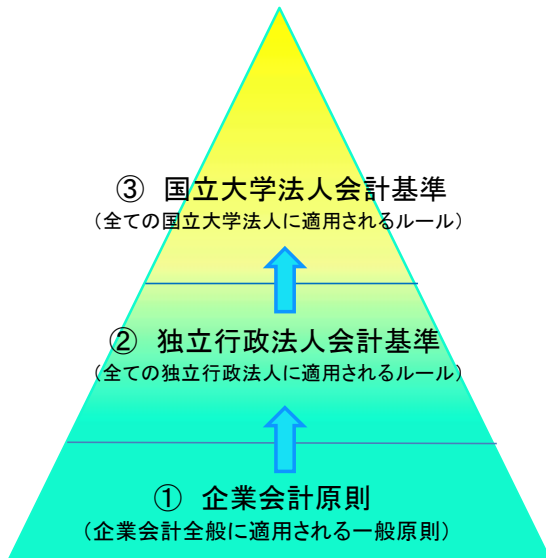 ③ 国立大学法人会計基準
(全ての国立大学法人に適用されるルール)
② 独立行政法人会計基準
(全ての独立行政法人に適用されるルール)
① 企業会計原則
(企業会計全般に適用される一般原則)